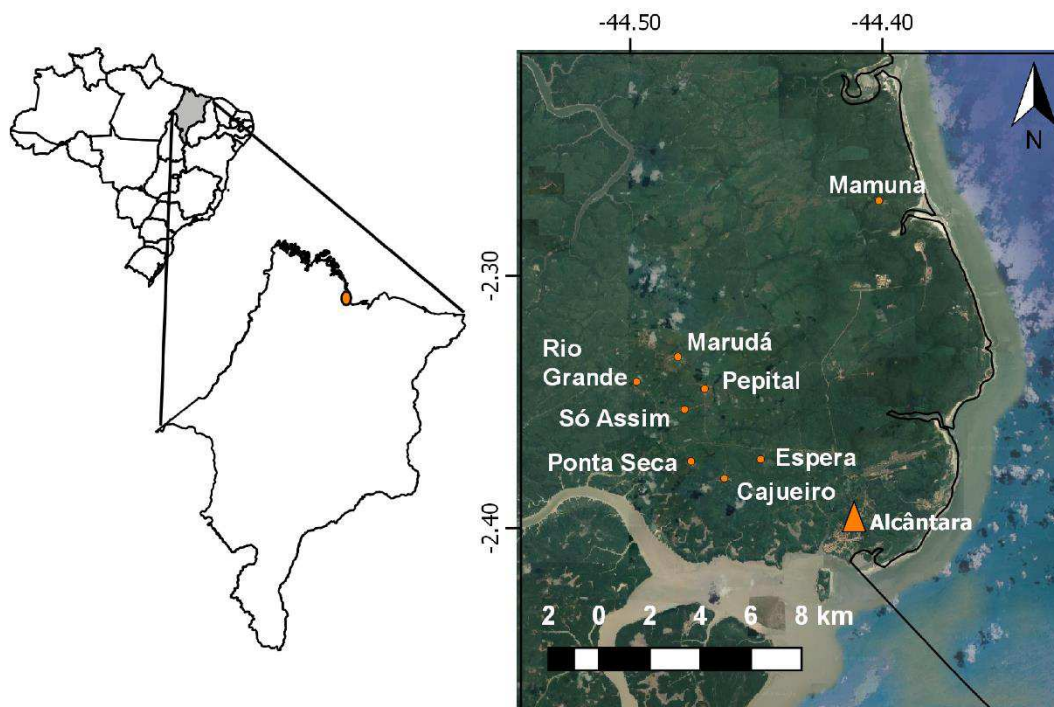 -44.50
-44.40
N
Mamuna
-2.30
Marudá
Rio
Grande
Pepital
Só Assim
Ponta Seca
Espera
Cajueiro
-2.40
Alcântara
2 0 2 4 6 8 km